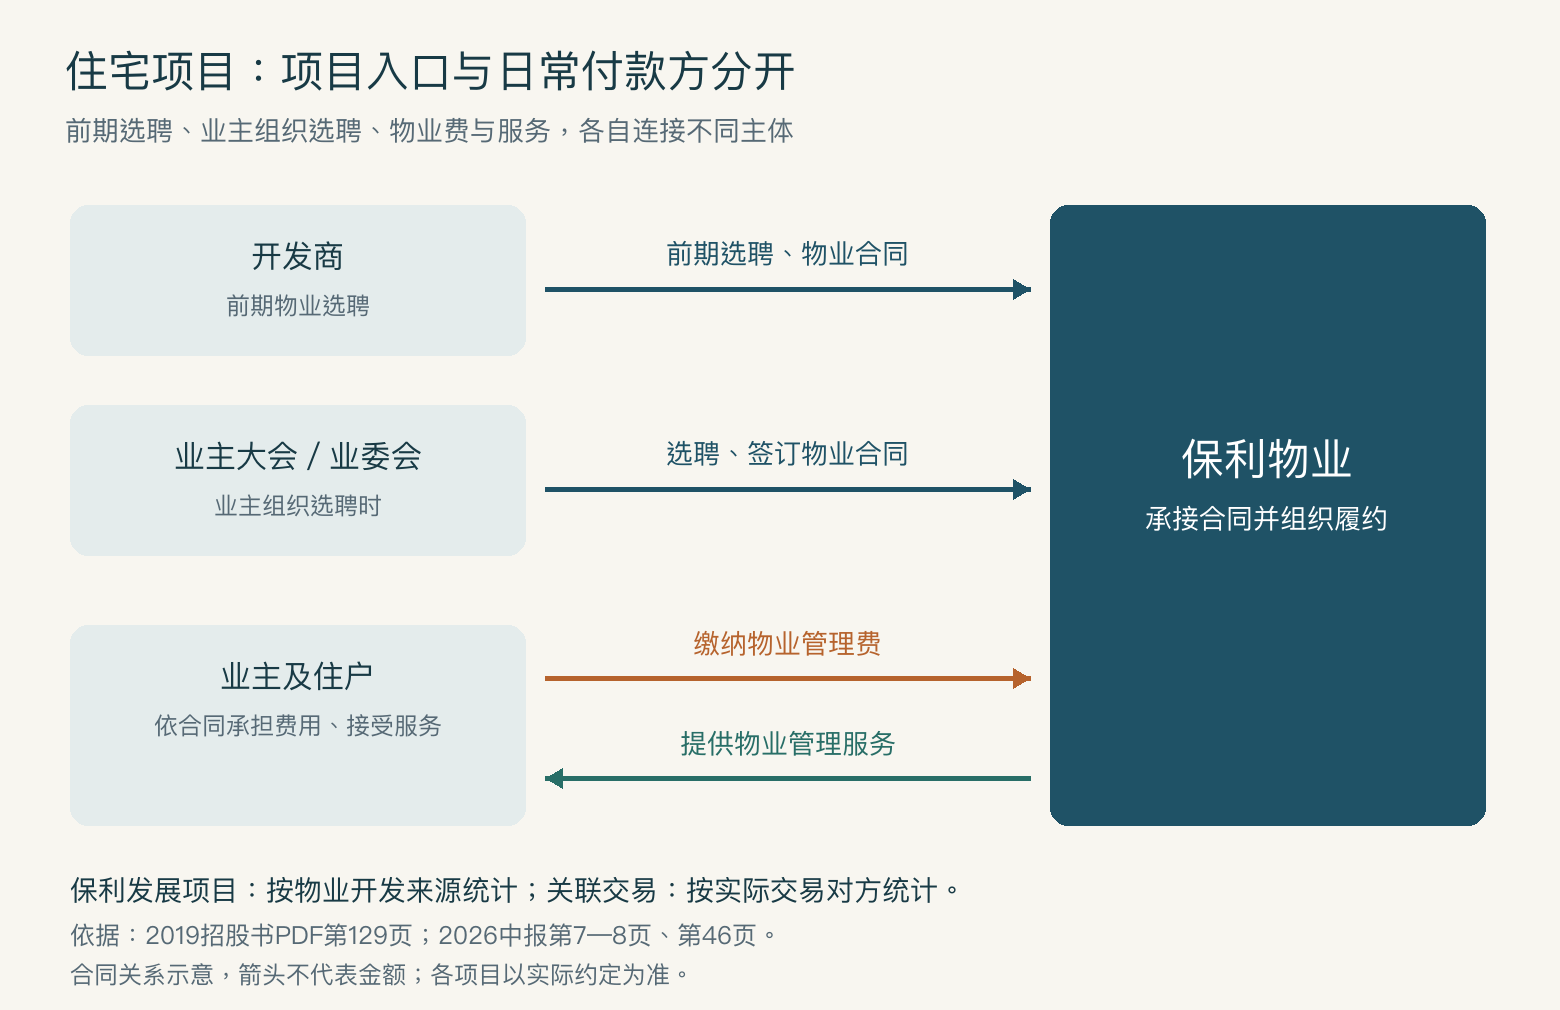 住宅项目：项目入口与日常付款方分开
前期选聘、业主组织选聘、物业费与服务，各自连接不同主体
开发商
前期物业选聘
前期选聘、物业合同
业主大会 / 业委会
业主组织选聘时
选聘、签订物业合同
保利物业
承接合同并组织履约
业主及住户
依合同承担费用、接受服务
缴纳物业管理费
提供物业管理服务
保利发展项目：按物业开发来源统计；关联交易：按实际交易对方统计。
依据：2019招股书PDF第129页；2026中报第7—8页、第46页。
合同关系示意，箭头不代表金额；各项目以实际约定为准。